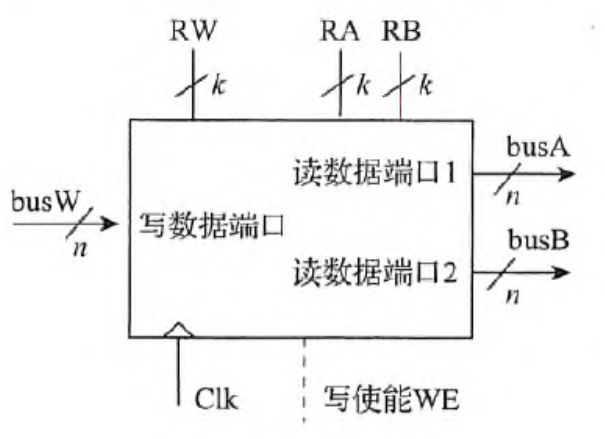 RW RA RB
k k k
读数据端口1
busA
n
busW
n
写数据端口
busB
读数据端口2
n
Clk
写使能WE